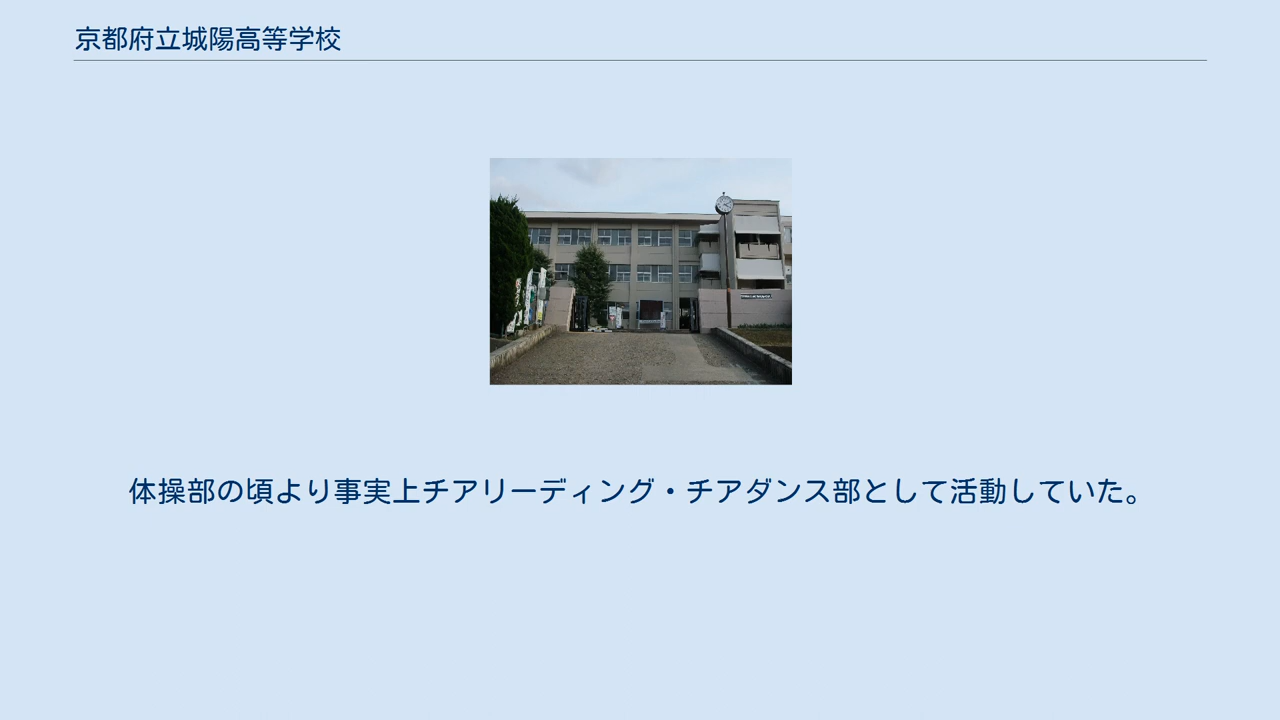 京都府立城陽高等学校
体操部の頃より事実上チアリーディング・チアダンス部として活動していた。